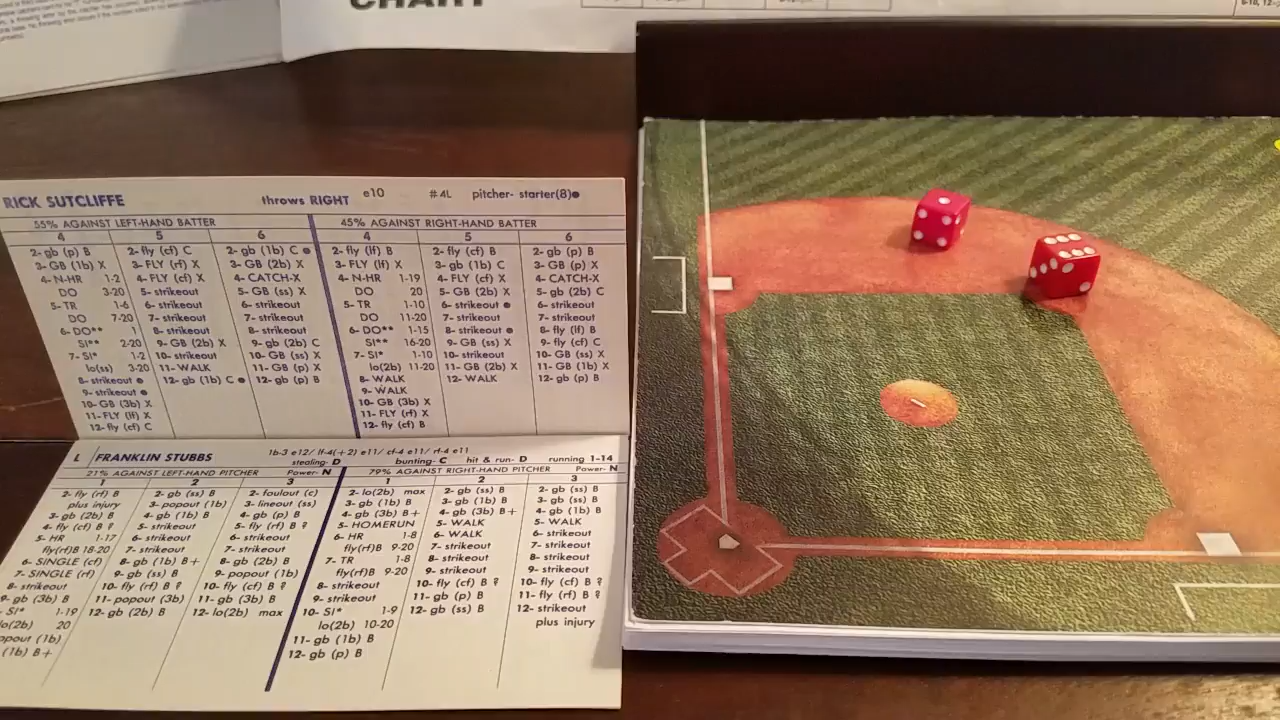 CHART
RICK SUTCLIFFE throws RIGHT e10 #4L pitcher- starter(8)●
55% AGAINST LEFT-HAND BATTER 45% AGAINST RIGHT-HAND BATTER
4 5 6 4 5 6
2- gb (p) B 2- fly (cf) C 2- gb (1b) C ● 2- fly (lf) B 2- fly (cf) B 2- gb (p) B
3- GB (1b) X 3- FLY (rf) X 3- GB (2b) X 3- FLY (lf) X 3- gb (1b) C 3- GB (p) X
4- N-HR 1-2 4- FLY (cf) X 4- CATCH-X 4- N-HR 1-19 4- FLY (cf) X 4- CATCH-X
DO 3-20 5- strikeout 5- GB (ss) X DO 20 5- GB (2b) X 5- gb (2b) C
5- TR 1-6 6- strikeout 6- strikeout 5- TR 1-10 6- strikeout ● 6- strikeout
DO 7-20 7- strikeout 7- strikeout DO 11-20 7- strikeout 7- strikeout
6- DO** 1 8- strikeout 8- strikeout 6- DO** 1-15 8- strikeout ● 8- fly (lf) B
SI** 2-20 9- GB (2b) X 9- gb (2b) C SI** 16-20 9- GB (ss) X 9- fly (cf) C
7- SI* 1-2 10- strikeout 10- GB (ss) X 7- SI* 1-10 10- strikeout 10- GB (ss) X
lo(ss) 3-20 11- WALK 11- GB (p) X lo(2b) 11-20 11- GB (2b) X 11- GB (1b) X
8- strikeout ● 12- gb (1b) C ● 12- gb (p) B 8- WALK 12- WALK 12- gb (p) B
9- strikeout ● 9- WALK
10- GB (3b) X 10- GB (3b) X
11- FLY (lf) X 11- FLY (rf) X
12- fly (cf) C 12- fly (cf) B
L FRANKLIN STUBBS 1b-3 e12/ lf-4(+2) e11/ cf-4 e11/ rf-4 e11
stealing- D bunting- C hit & run- D running 1-14
21% AGAINST LEFT-HAND PITCHER Power- N 79% AGAINST RIGHT-HAND PITCHER Power- N
1 2 3 1 2 3
2- fly (rf) B 2- gb (ss) B 2- foulout (c) 2- lo(2b) max 2- gb (ss) B 2- gb (ss) B
plus injury 3- popout (1b) 3- lineout (ss) 3- gb (1b) B 3- gb (1b) B 3- gb (ss) B
3- gb (2b) B 4- gb (1b) B 4- gb (p) B 4- gb (3b) B+ 4- gb (3b) B+ 4- gb (1b) B
4- fly (cf) B ? 5- strikeout 5- fly (rf) B ? 5- HOMERUN 5- WALK 5- WALK
5- HR 1-17 6- strikeout 6- strikeout 6- HR 1-8 6- WALK 6- strikeout
fly(rf)B 18-20 7- strikeout 7- strikeout fly(rf)B 9-20 7- strikeout 7- strikeout
6- SINGLE (cf) 8- gb (1b) B+ 8- gb (2b) B 7- TR 1-8 8- strikeout 8- strikeout
7- SINGLE (rf) 9- gb (ss) B 9- popout (1b) fly(rf)B 9-20 9- strikeout 9- strikeout
8- strikeout 10- fly (rf) B ? 10- fly (cf) B ? 8- strikeout 10- fly (cf) B ? 10- fly (cf) B ?
9- gb (3b) B 11- popout (3b) 11- gb (3b) B 9- strikeout 11- gb (p) B 11- fly (rf) B ?
- SI* 1-19 12- gb (2b) B 12- lo(2b) max 10- SI* 1-9 12- gb (ss) B 12- strikeout
lo(2b) 20 lo(2b) 10-20 plus injury
popout (1b) 11- gb (1b) B
(1b) B+ 12- gb (p) B